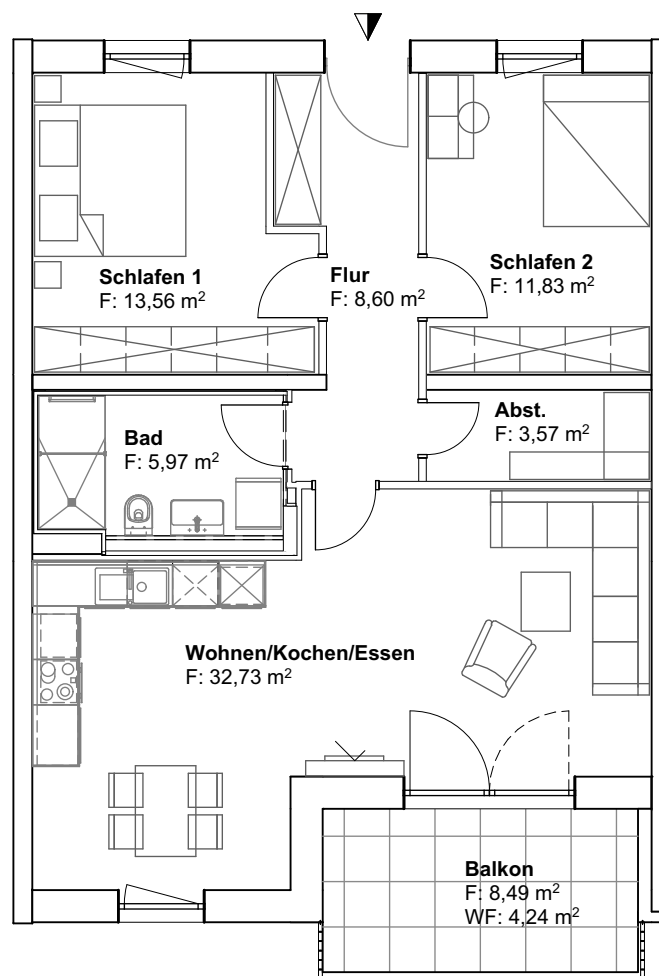 Schlafen 1
F: 13,56 m²
Flur
F: 8,60 m²
Schlafen 2
F: 11,83 m²
Bad
F: 5,97 m²
Abst.
F: 3,57 m²
Wohnen/Kochen/Essen
F: 32,73 m²
Balkon
F: 8,49 m²
WF: 4,24 m²